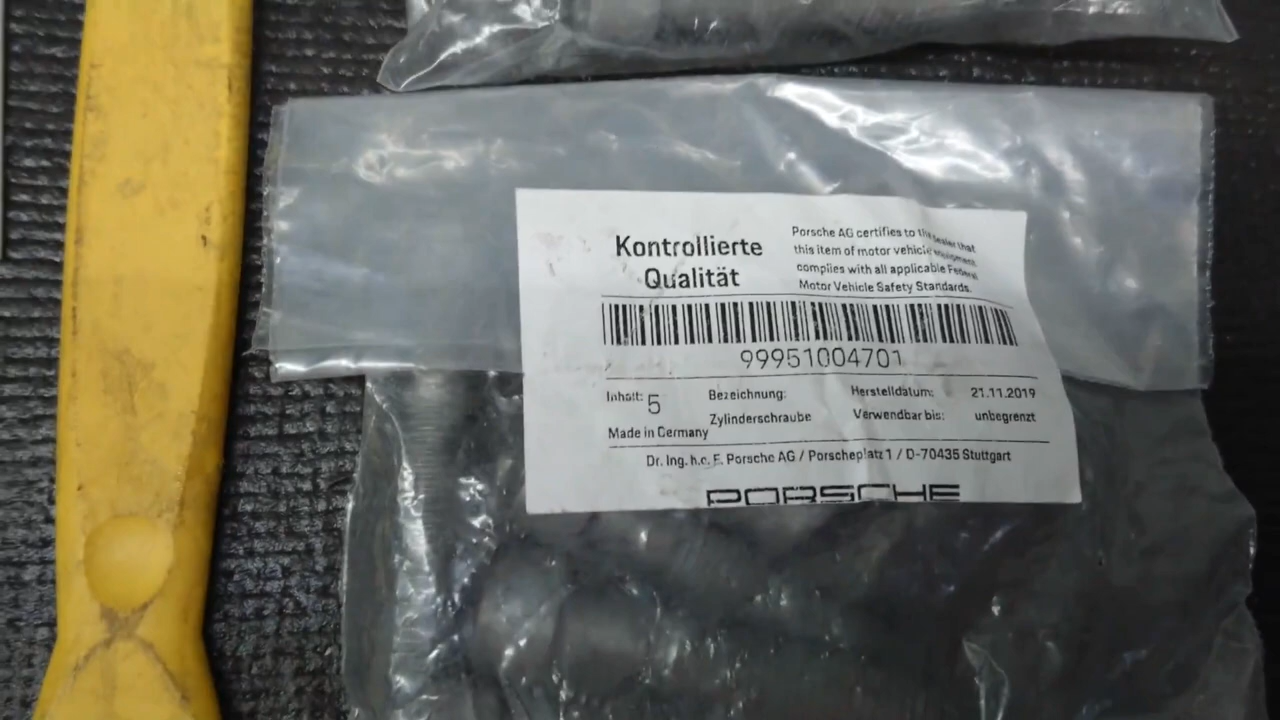 Kontrollierte
Qualität
Porsche AG certifies to the dealer that
this item of motor vehicle equipment
complies with all applicable Federal
Motor Vehicle Safety Standards.
99951004701
Inhalt: 5 Bezeichnung: Herstelldatum: 21.11.2019
Zylinderschraube Verwendbar bis: unbegrenzt
Made in Germany
Dr. Ing. h.c. F. Porsche AG / Porscheplatz 1 / D-70435 Stuttgart
PORSCHE